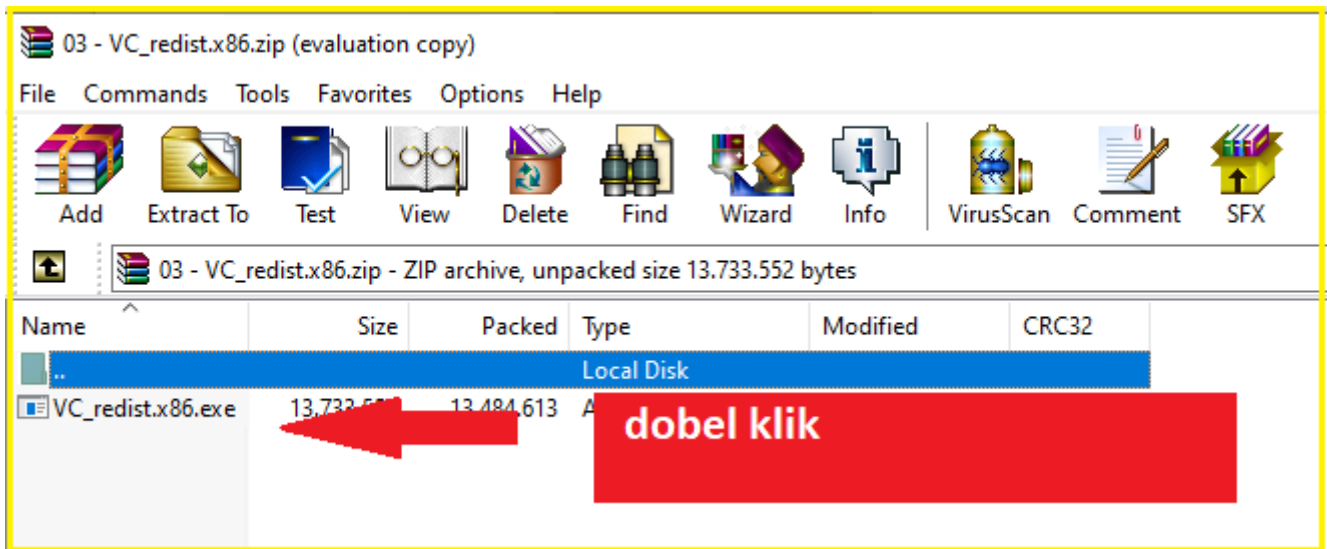 03 - VC_redist.x86.zip (evaluation copy)
File Commands Tools Favorites Options Help
Add Extract To Test View Delete Find Wizard Info VirusScan Comment SFX
03 - VC_redist.x86.zip - ZIP archive, unpacked size 13.733.552 bytes
Name Size Packed Type Modified CRC32
.. Local Disk
VC_redist.x86.exe 13.484.613
dobel klik